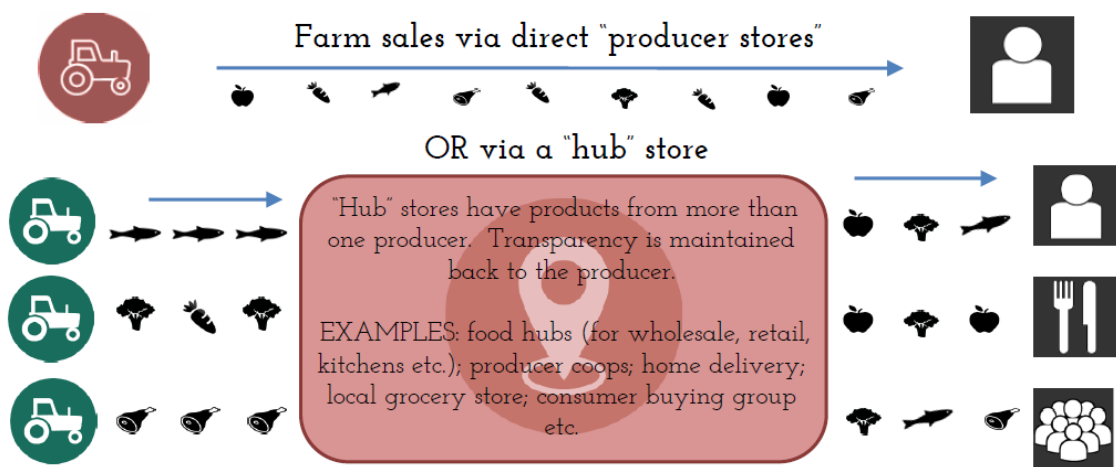 Farm sales via direct “producer stores”
OR via a “hub” store
“Hub” stores have products from more than
one producer.  Transparency is maintained
back to the producer.
EXAMPLES: food hubs (for wholesale, retail,
kitchens etc.); producer coops; home delivery;
local grocery store; consumer buying group
etc.